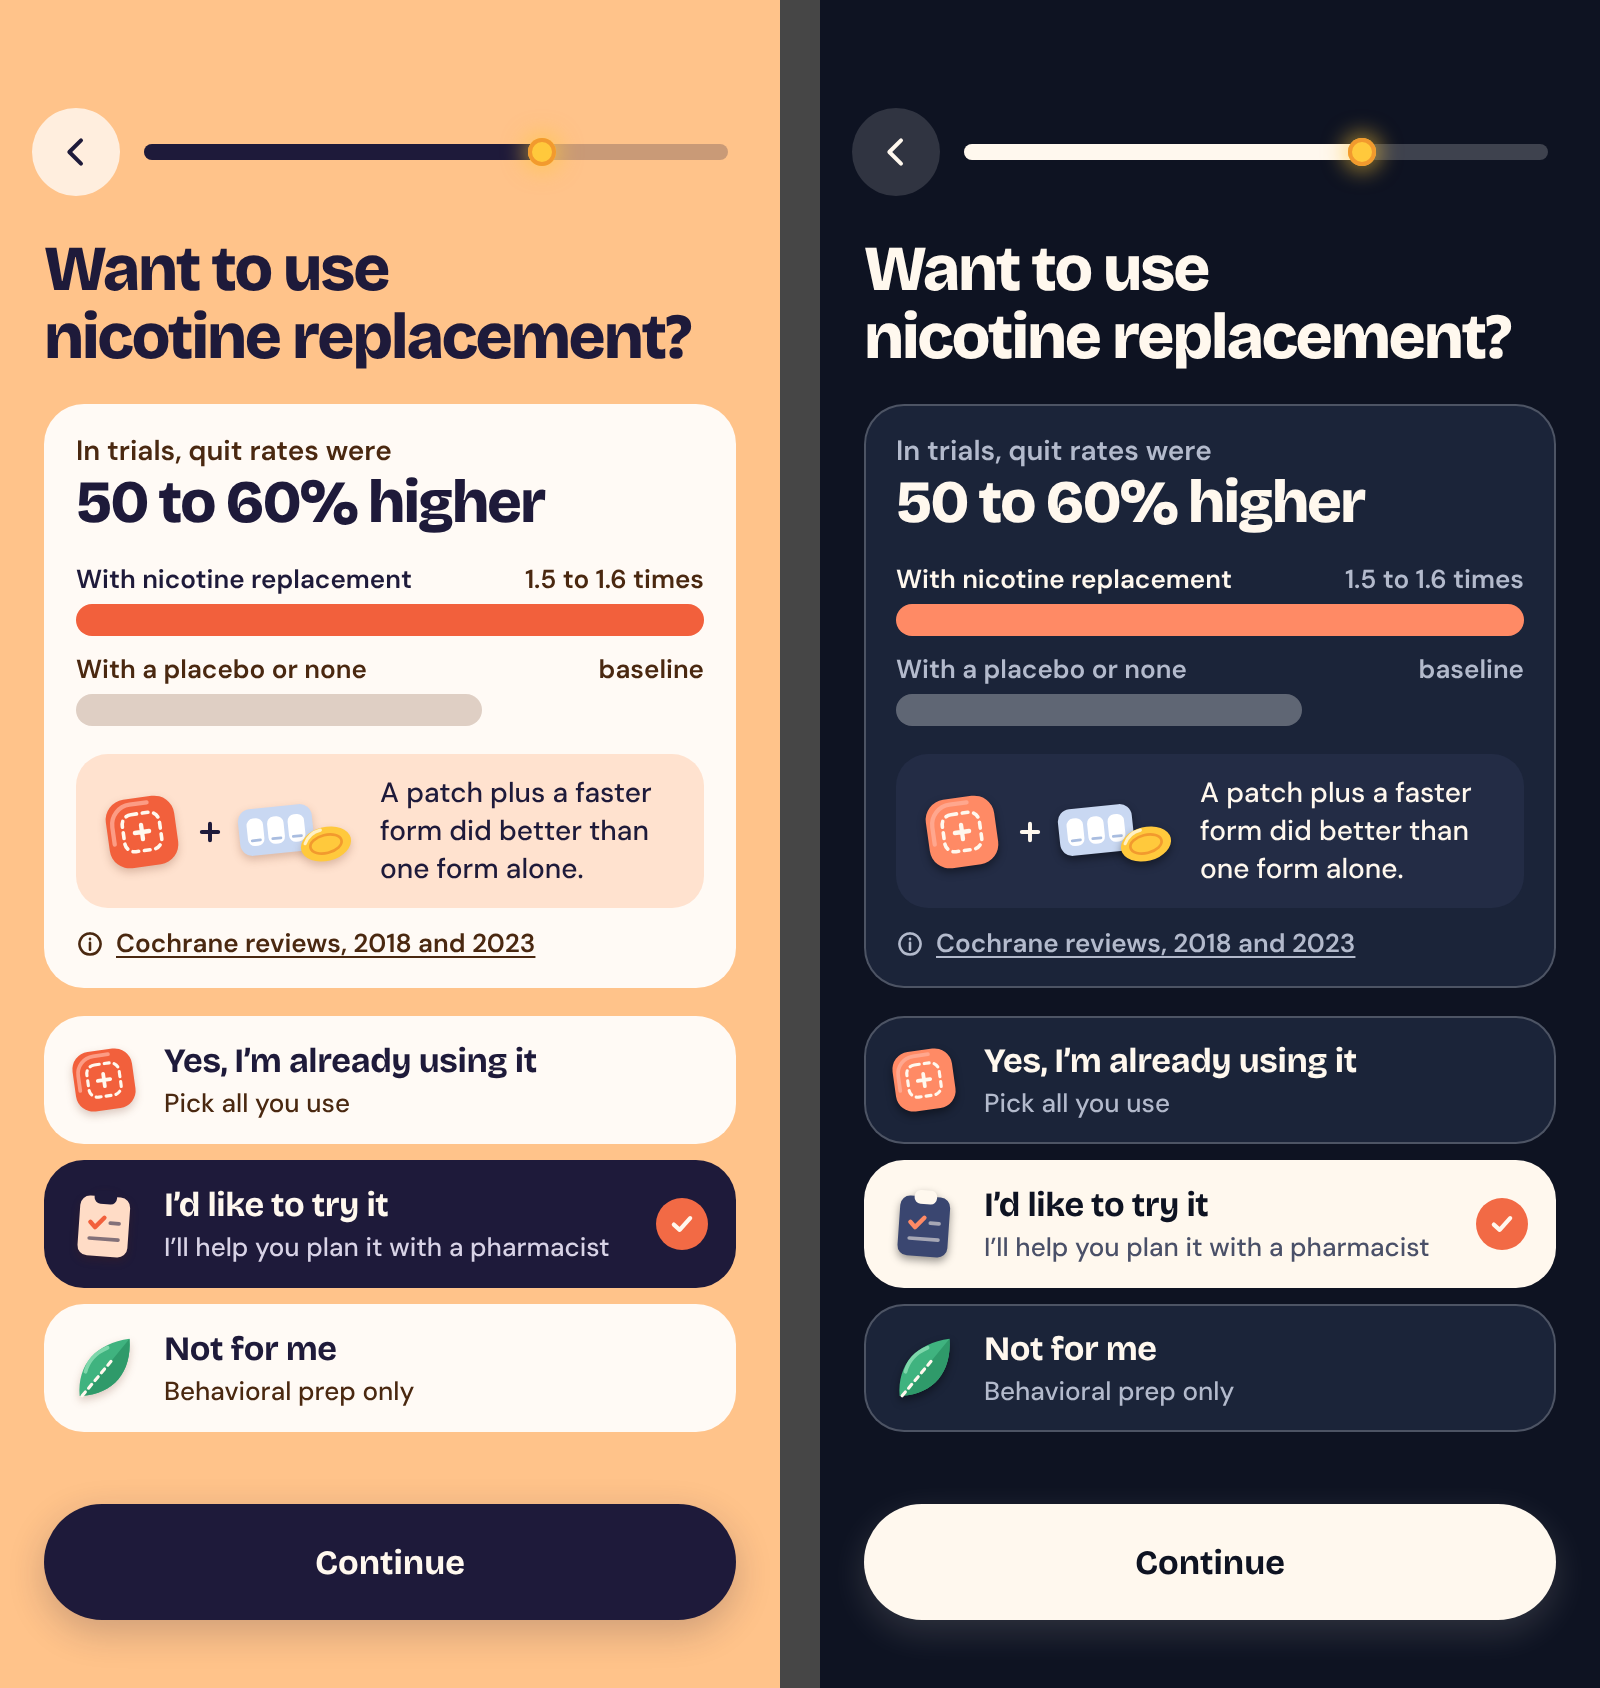 Want to use
nicotine replacement?
In trials, quit rates were
50 to 60% higher
With nicotine replacement 1.5 to 1.6 times
With a placebo or none baseline
A patch plus a faster
form did better than
one form alone.
Cochrane reviews, 2018 and 2023
Yes, I’m already using it
Pick all you use
I’d like to try it
I’ll help you plan it with a pharmacist
Not for me
Behavioral prep only
Continue
Want to use
nicotine replacement?
In trials, quit rates were
50 to 60% higher
With nicotine replacement 1.5 to 1.6 times
With a placebo or none baseline
A patch plus a faster
form did better than
one form alone.
Cochrane reviews, 2018 and 2023
Yes, I’m already using it
Pick all you use
I’d like to try it
I’ll help you plan it with a pharmacist
Not for me
Behavioral prep only
Continue